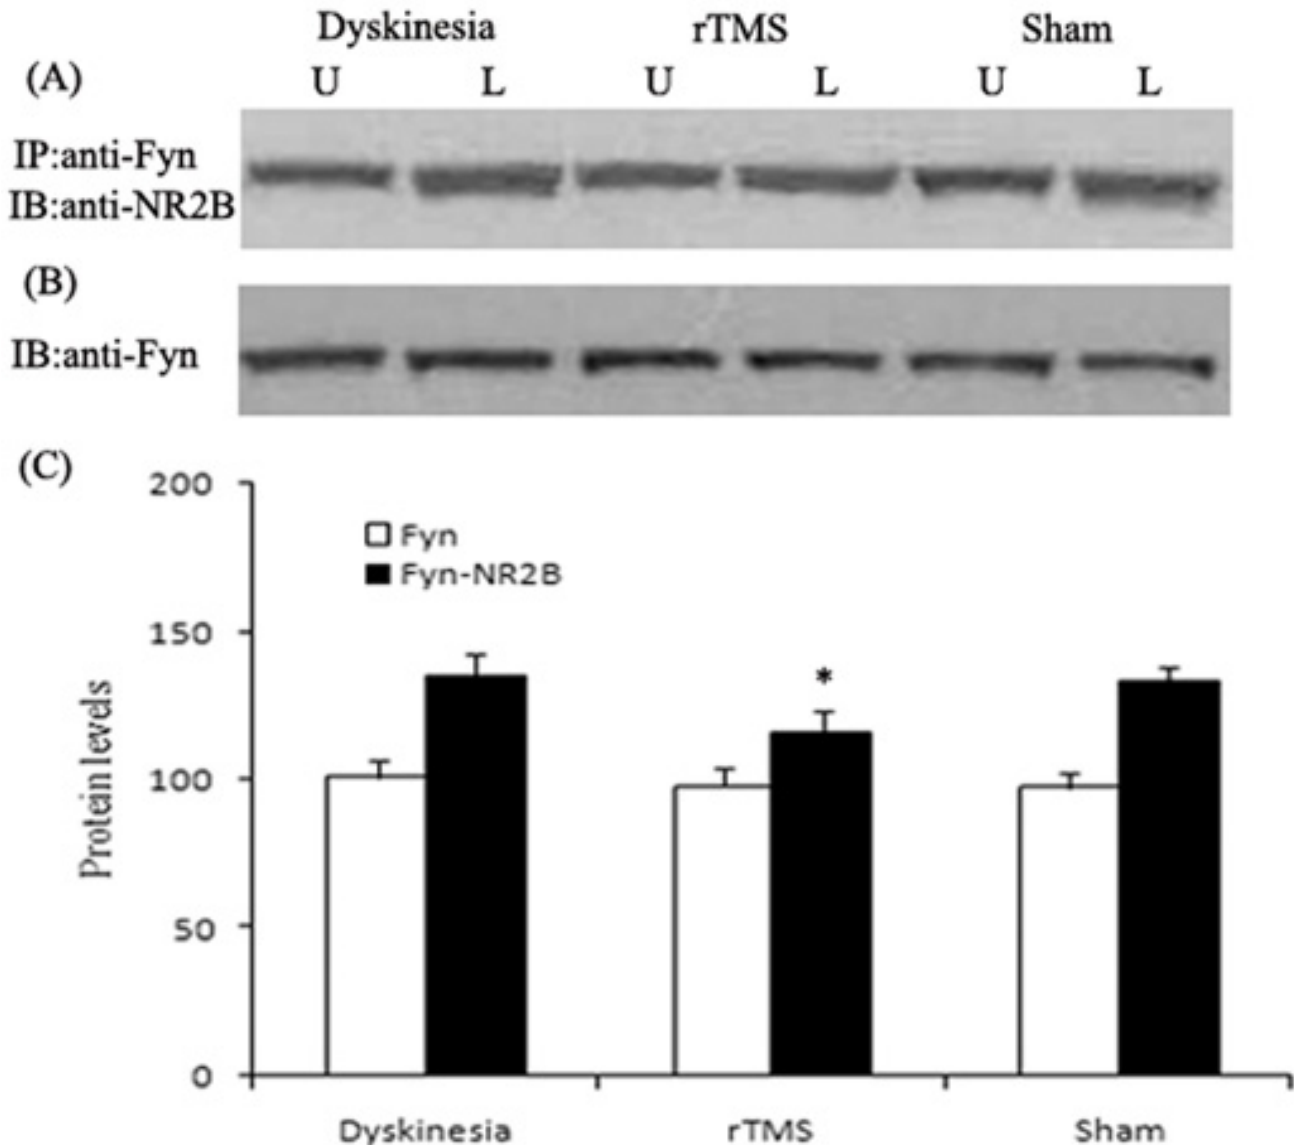 Dyskinesia rTMS Sham
(A) U L U L U L
IP:anti-Fyn
IB:anti-NR2B
(B)
IB:anti-Fyn
(C)
200
Fyn
Fyn-NR2B
150
*
100
50
0
Protein levels
Dyskinesia rTMS Sham